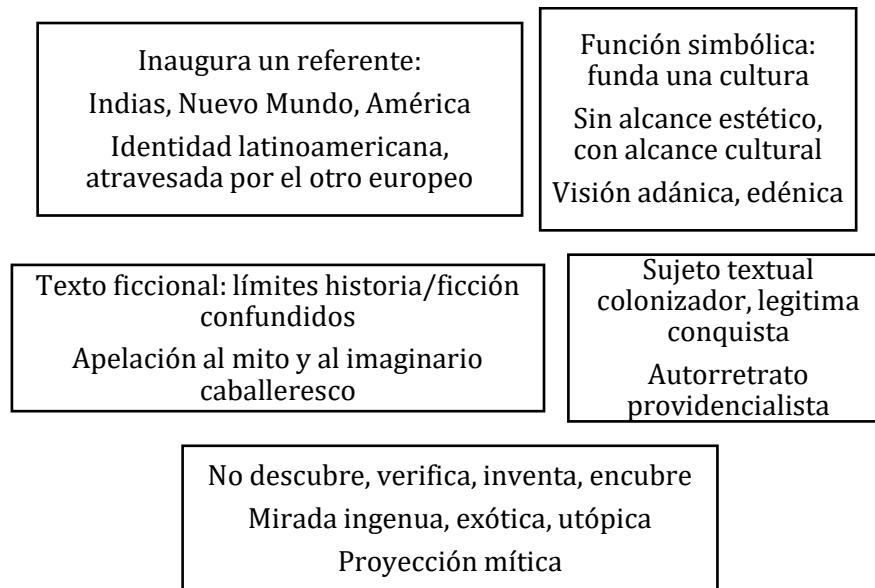 Inaugura un referente:
Indias, Nuevo Mundo, América
Identidad latinoamericana,
atravesada por el otro europeo
Función simbólica:
funda una cultura
Sin alcance estético,
con alcance cultural
Visión adánica, edénica
Texto ficcional: límites historia/ficción
confundidos
Apelación al mito y al imaginario
caballeresco
Sujeto textual
colonizador, legitima
conquista
Autorretrato
providencialista
No descubre, verifica, inventa, encubre
Mirada ingenua, exótica, utópica
Proyección mítica